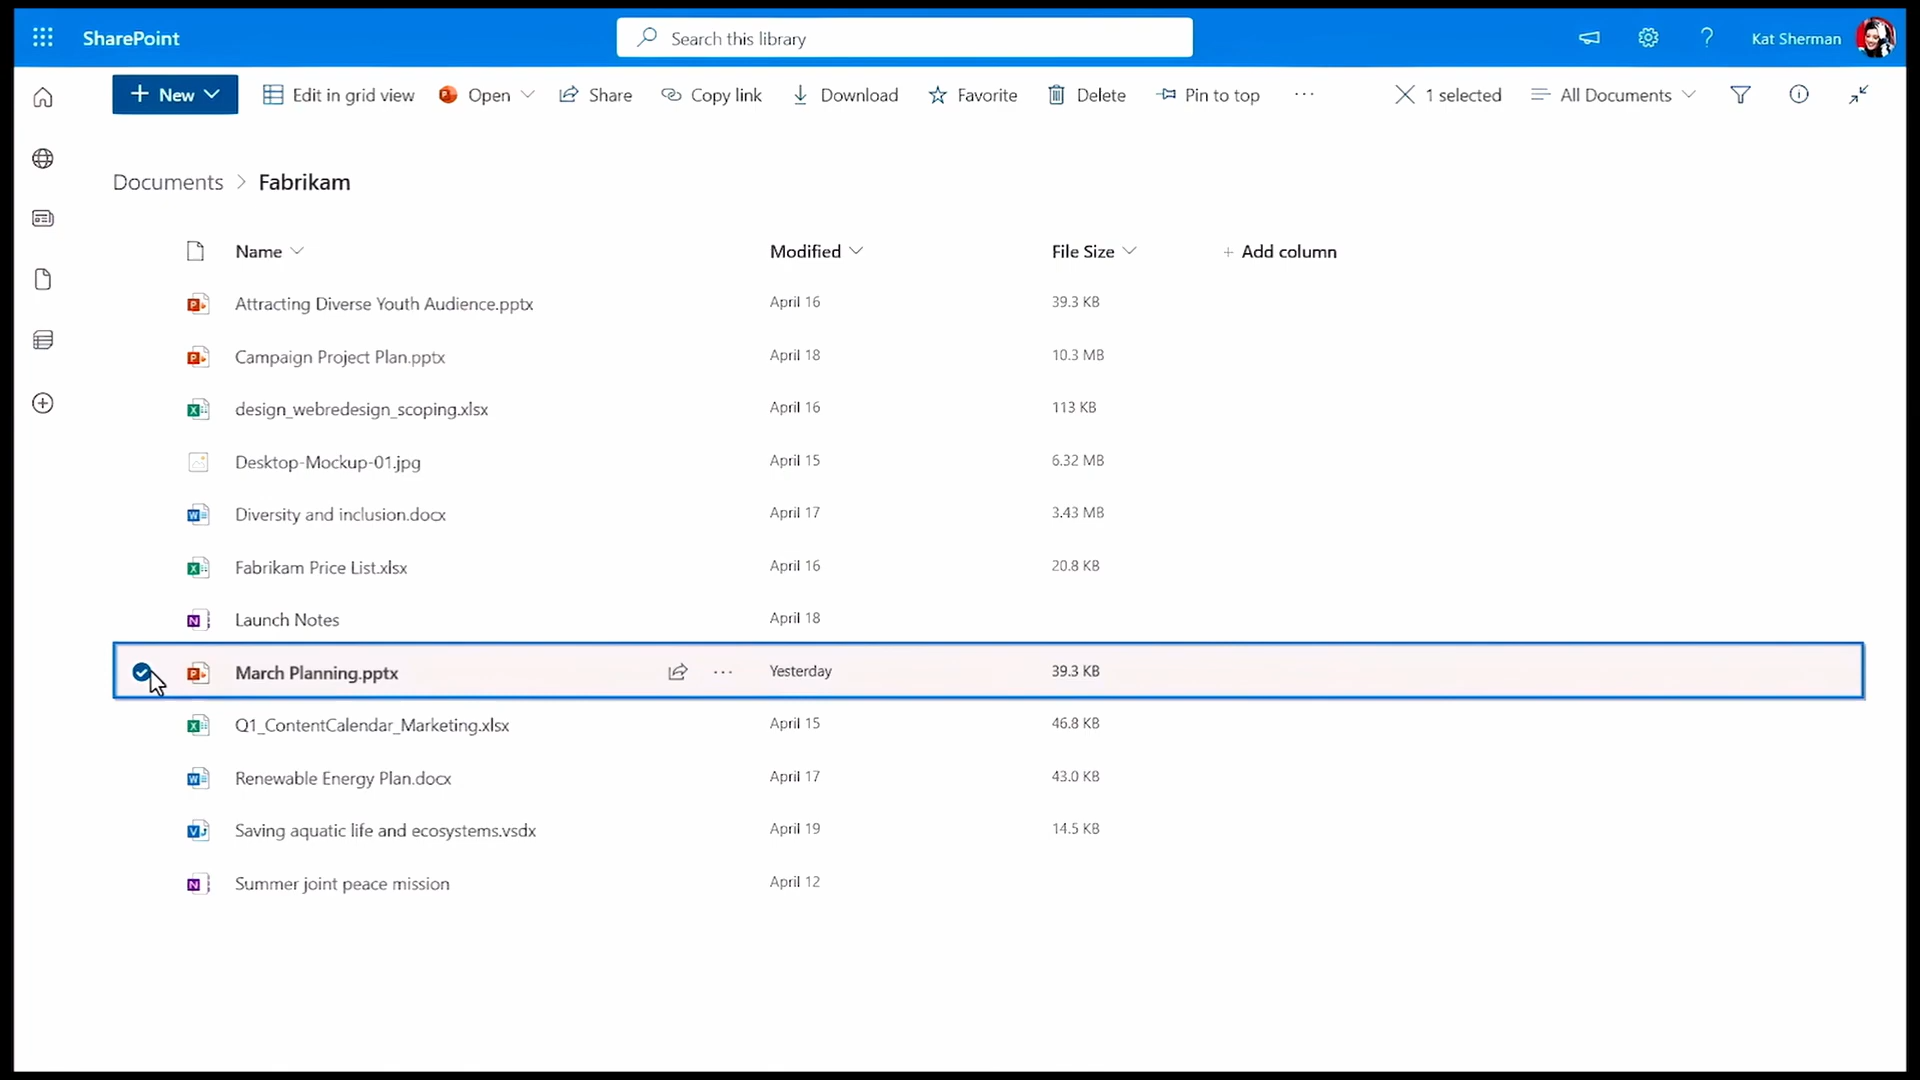 SharePoint
Search this library
Kat Sherman
New
Edit in grid view
Open
Share
Copy link
Download
Favorite
Delete
Pin to top
1 selected
All Documents
Documents > Fabrikam
Name Modified File Size + Add column
Attracting Diverse Youth Audience.pptx April 16 39.3 KB
Campaign Project Plan.pptx April 18 10.3 MB
design_webredesign_scoping.xlsx April 16 113 KB
Desktop-Mockup-01.jpg April 15 6.32 MB
Diversity and inclusion.docx April 17 3.43 MB
Fabrikam Price List.xlsx April 16 20.8 KB
Launch Notes April 18
March Planning.pptx Yesterday 39.3 KB
Q1_ContentCalendar_Marketing.xlsx April 15 46.8 KB
Renewable Energy Plan.docx April 17 43.0 KB
Saving aquatic life and ecosystems.vsdx April 19 14.5 KB
Summer joint peace mission April 12